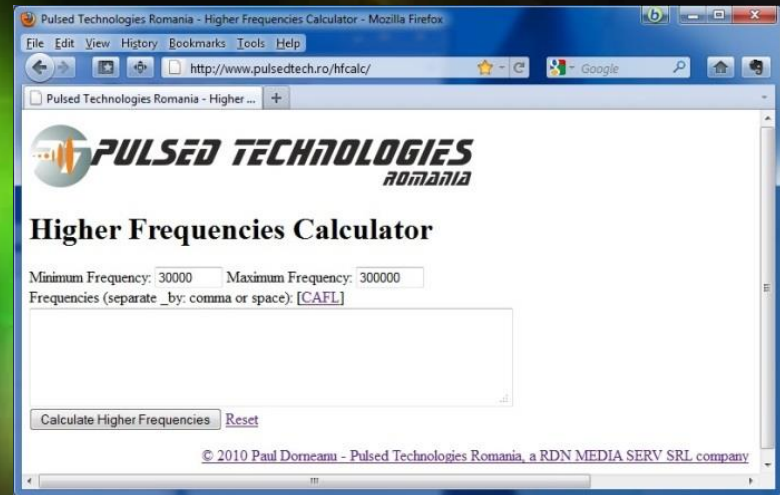 Pulsed Technologies Romania - Higher Frequencies Calculator - Mozilla Firefox
File Edit View History Bookmarks Tools Help
http://www.pulsedtech.ro/hfcalc/ Google
Pulsed Technologies Romania - Higher ... +
PULSED TECHNOLOGIES
ROMANIA
Higher Frequencies Calculator
Minimum Frequency: 30000 Maximum Frequency: 300000
Frequencies (separate _by: comma or space): [CAFL]
Calculate Higher Frequencies Reset
© 2010 Paul Dorneanu - Pulsed Technologies Romania, a RDN MEDIA SERV SRL company